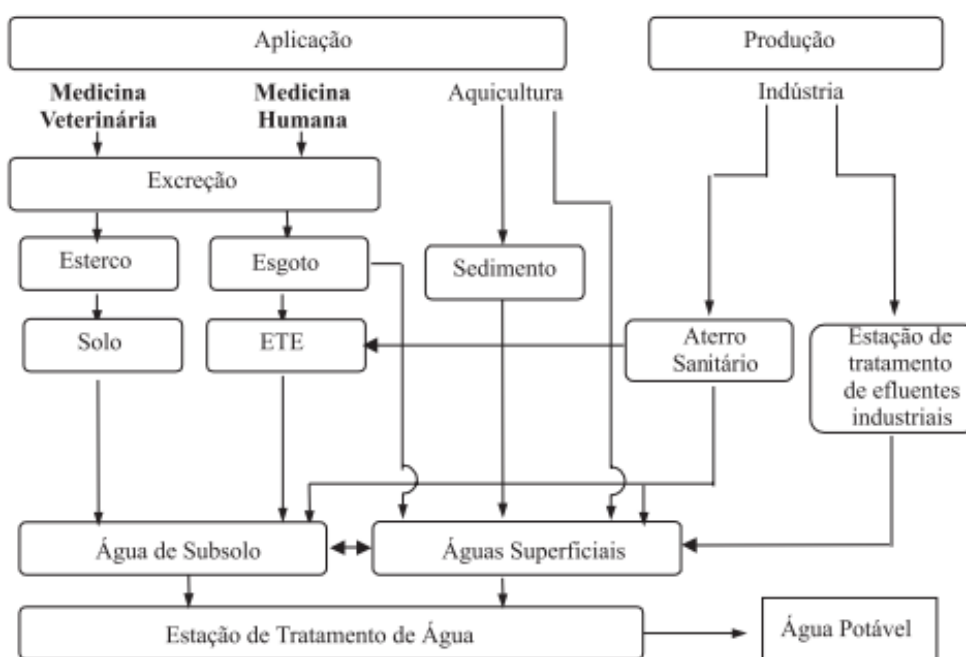 Aplicação
Produção
Medicina
Veterinária
Medicina
Humana
Aquicultura
Indústria
Excreção
Esterco
Esgoto
Sedimento
Solo
ETE
Aterro
Sanitário
Estação de
tratamento
de efluentes
industriais
Água de Subsolo
Águas Superfíciais
Estação de Tratamento de Água
Água Potável